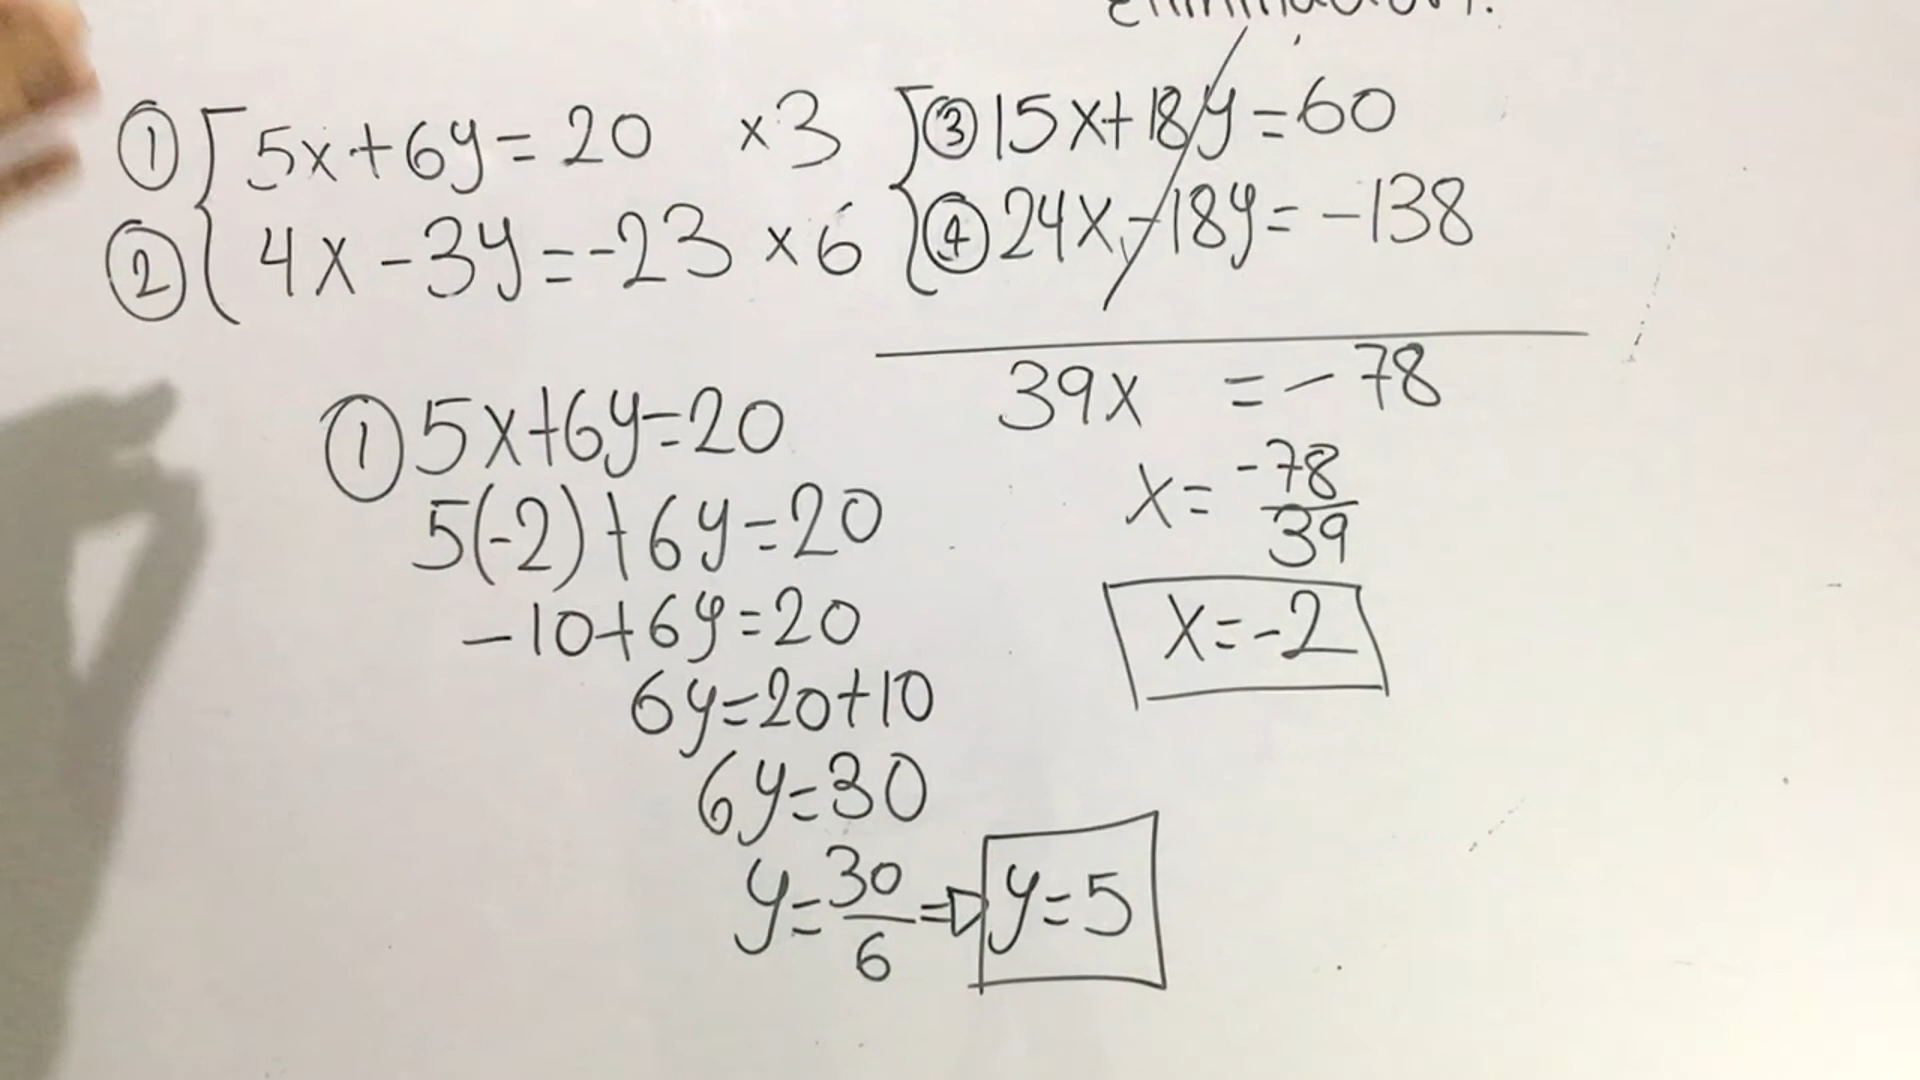 ① 5x+6y=20 ×3
② 4x-3y=-23 ×6
③ 15x+18y=60
④ 24x-18y=-138
39x = -78
x = -78/39
x=-2
① 5x+6y=20
5(-2)+6y=20
-10+6y=20
6y=20+10
6y=30
y=30/6 ⇒ y=5